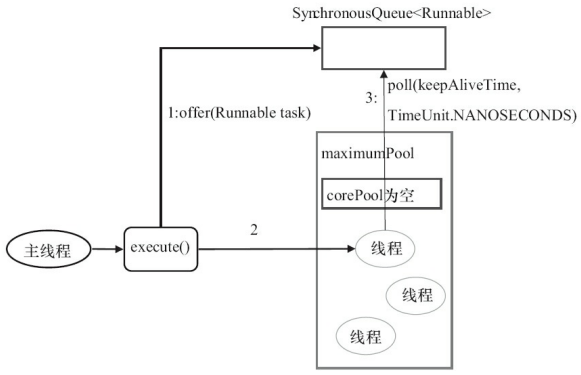 SynchronousQueue<Runnable>
poll(keepAliveTime,
3:
1:offer(Runnable task)
TimeUnit.NANOSECONDS)
maximumPool
corePool为空
主线程
execute()
2
线程
线程
线程